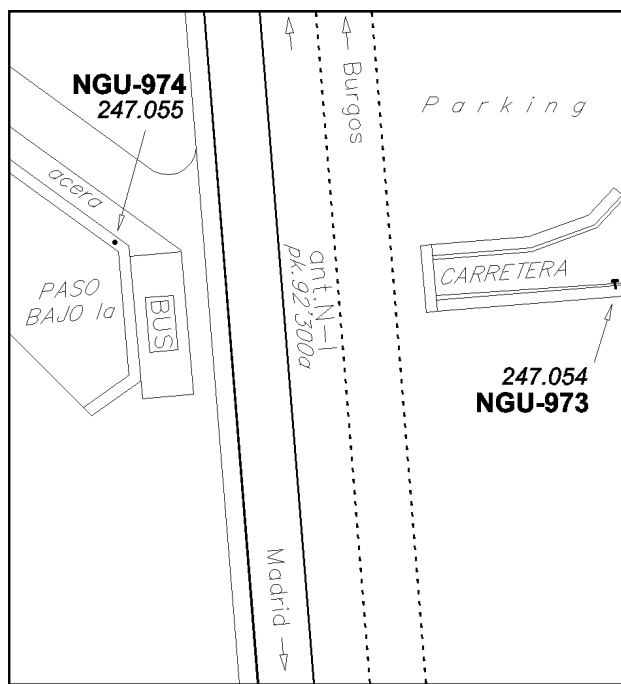 NGU-974
247.055
Burgos
Parking
acera
ant.N-I
pk.92'300a
PASO
BAJO la
BUS
CARRETERA
247.054
NGU-973
Madrid